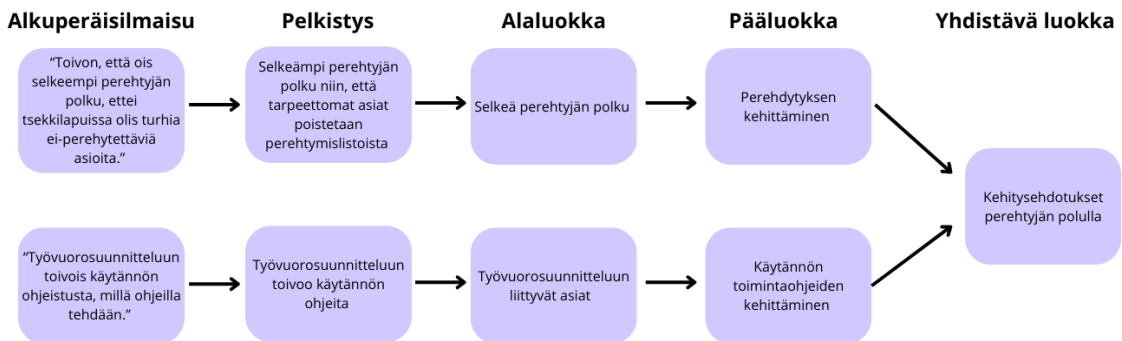 Alkuperäisilmaisu
Pelkistys
Alaluokka
Pääluokka
Yhdistävä luokka
“Toivon, että ois
selkeempi perehtyjän
polku, ettei
tsekkilapuissa olis turhia
ei-perehytettäviä
asioita.”
Selkeämpi perehtyjän
polku niin, että
tarpeettomat asiat
poistetaan
perehtymislistoista
Selkeä perehtyjän polku
Perehdytyksen
kehittäminen
Kehitysehdotukset
perehtyjän polulla
“Työvuorosuunnitteluun
toivois käytännön
ohjeistusta, millä ohjeilla
tehdään.”
Työvuorosuunnitteluun
toivoo käytännön
ohjeita
Työvuorosuunnitteluun
liittyvät asiat
Käytännön
toimintaohjeiden
kehittäminen